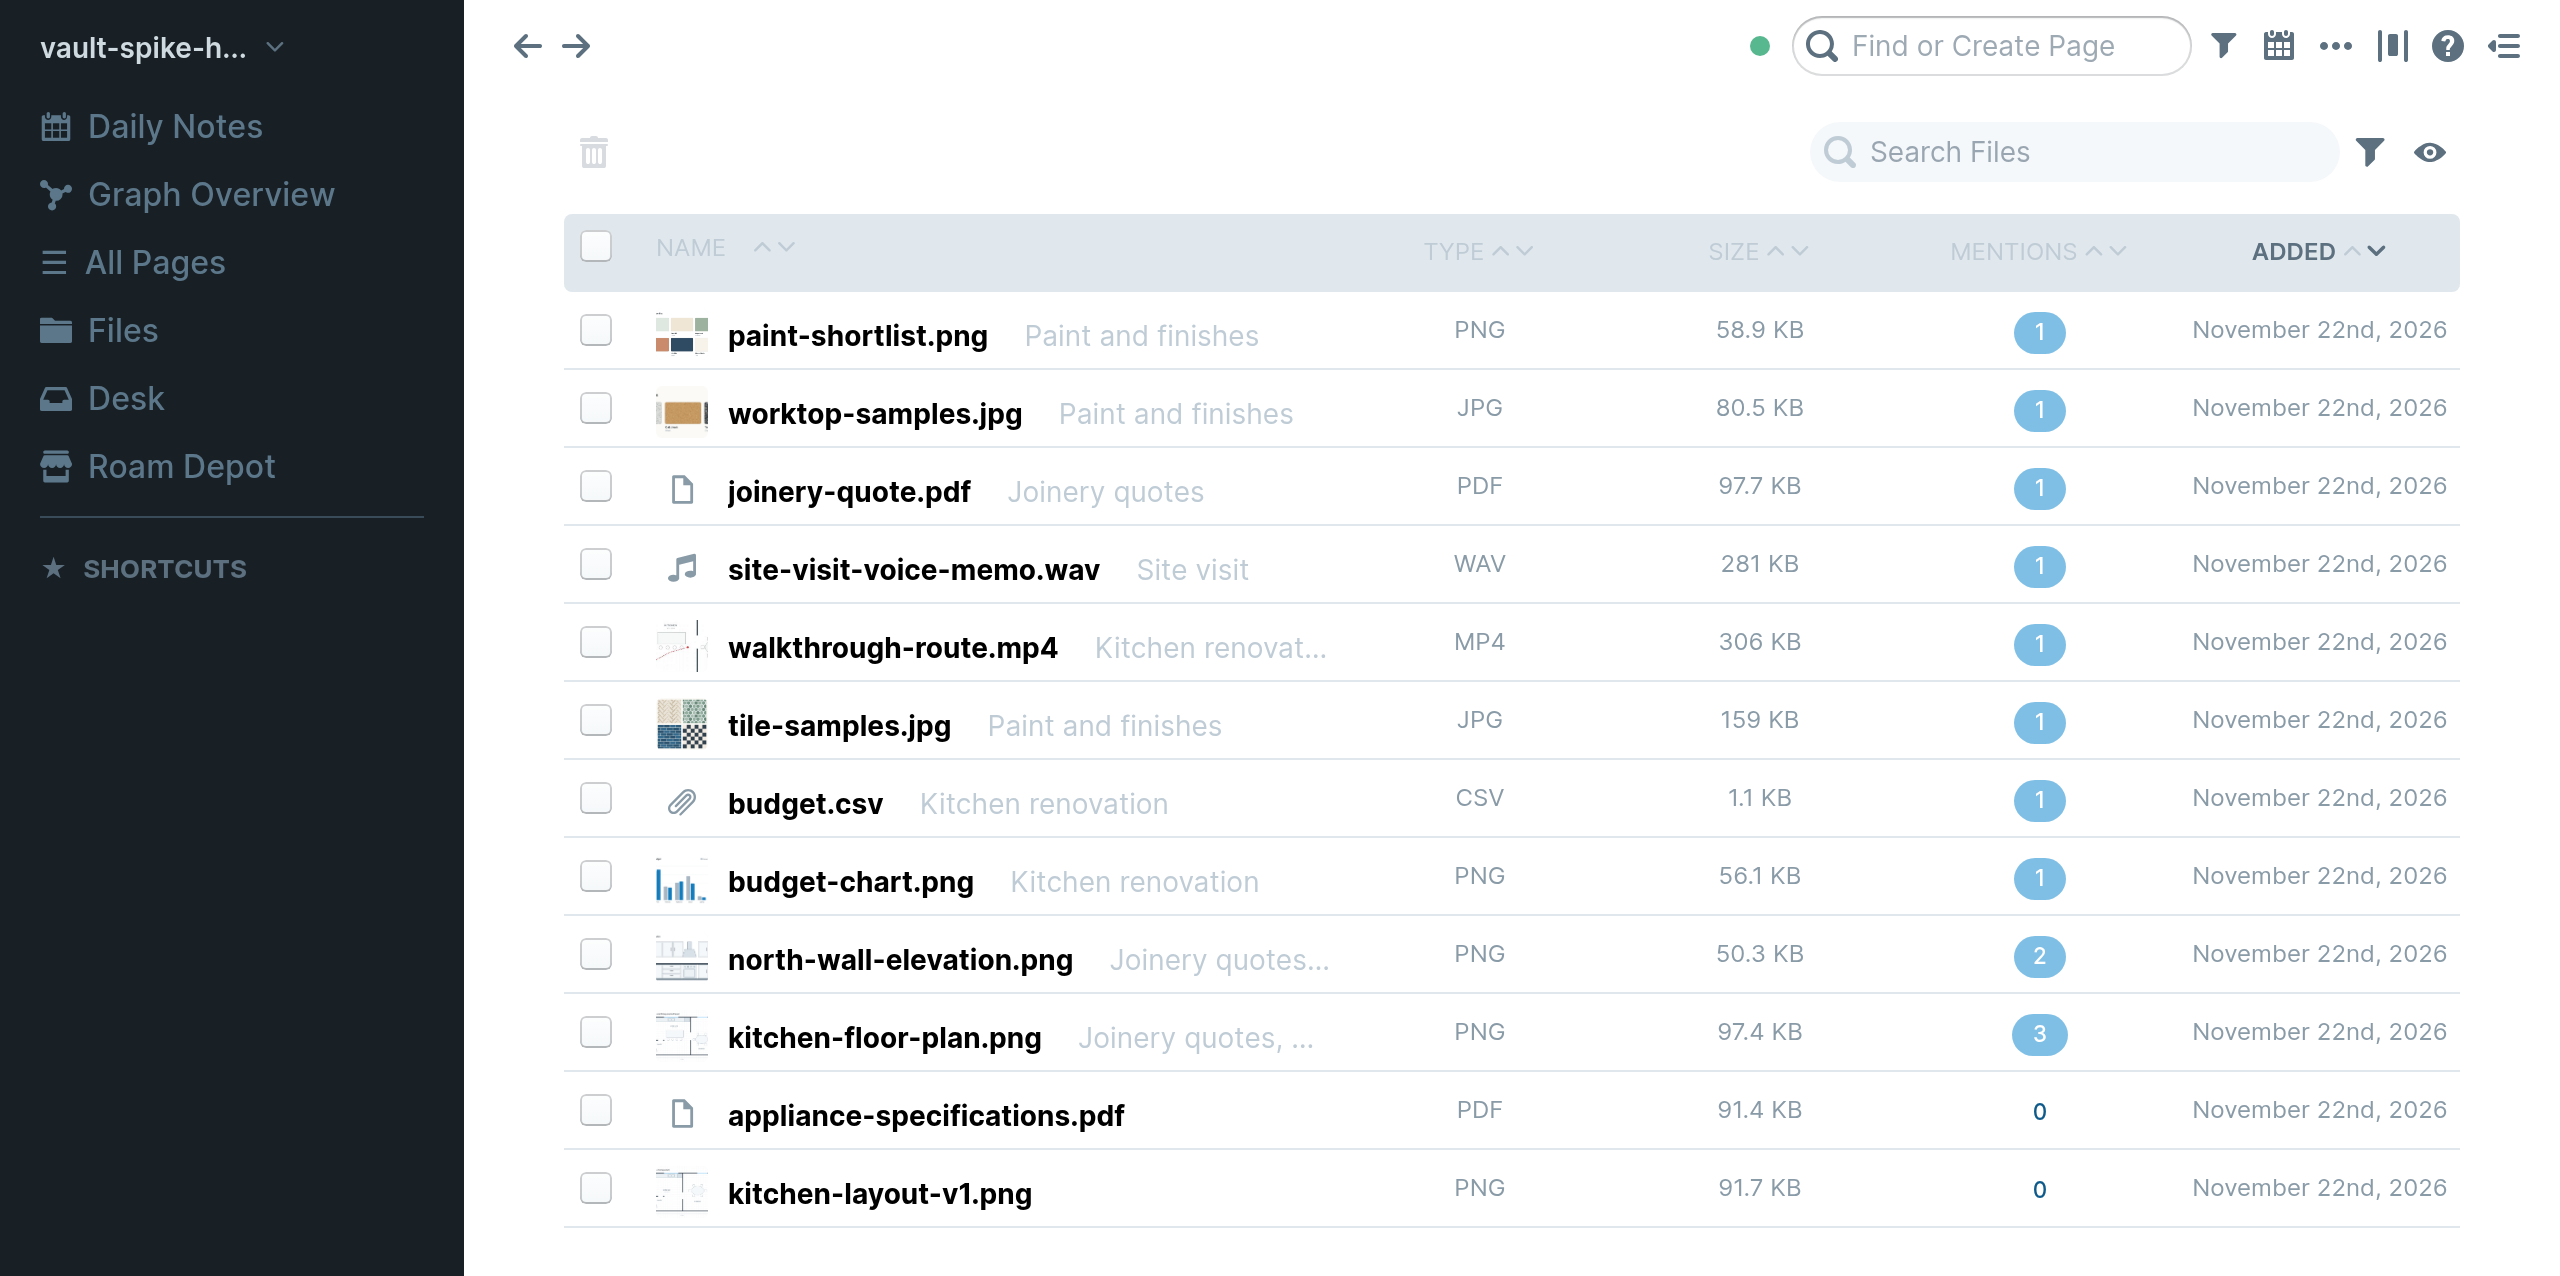 vault-spike-h...
Daily Notes
Graph Overview
All Pages
Files
Desk
Roam Depot
SHORTCUTS
Find or Create Page
Search Files
NAME TYPE SIZE MENTIONS ADDED
paint-shortlist.png Paint and finishes PNG 58.9 KB 1 November 22nd, 2026
worktop-samples.jpg Paint and finishes JPG 80.5 KB 1 November 22nd, 2026
joinery-quote.pdf Joinery quotes PDF 97.7 KB 1 November 22nd, 2026
site-visit-voice-memo.wav Site visit WAV 281 KB 1 November 22nd, 2026
walkthrough-route.mp4 Kitchen renovat... MP4 306 KB 1 November 22nd, 2026
tile-samples.jpg Paint and finishes JPG 159 KB 1 November 22nd, 2026
budget.csv Kitchen renovation CSV 1.1 KB 1 November 22nd, 2026
budget-chart.png Kitchen renovation PNG 56.1 KB 1 November 22nd, 2026
north-wall-elevation.png Joinery quotes... PNG 50.3 KB 2 November 22nd, 2026
kitchen-floor-plan.png Joinery quotes, ... PNG 97.4 KB 3 November 22nd, 2026
appliance-specifications.pdf PDF 91.4 KB 0 November 22nd, 2026
kitchen-layout-v1.png PNG 91.7 KB 0 November 22nd, 2026